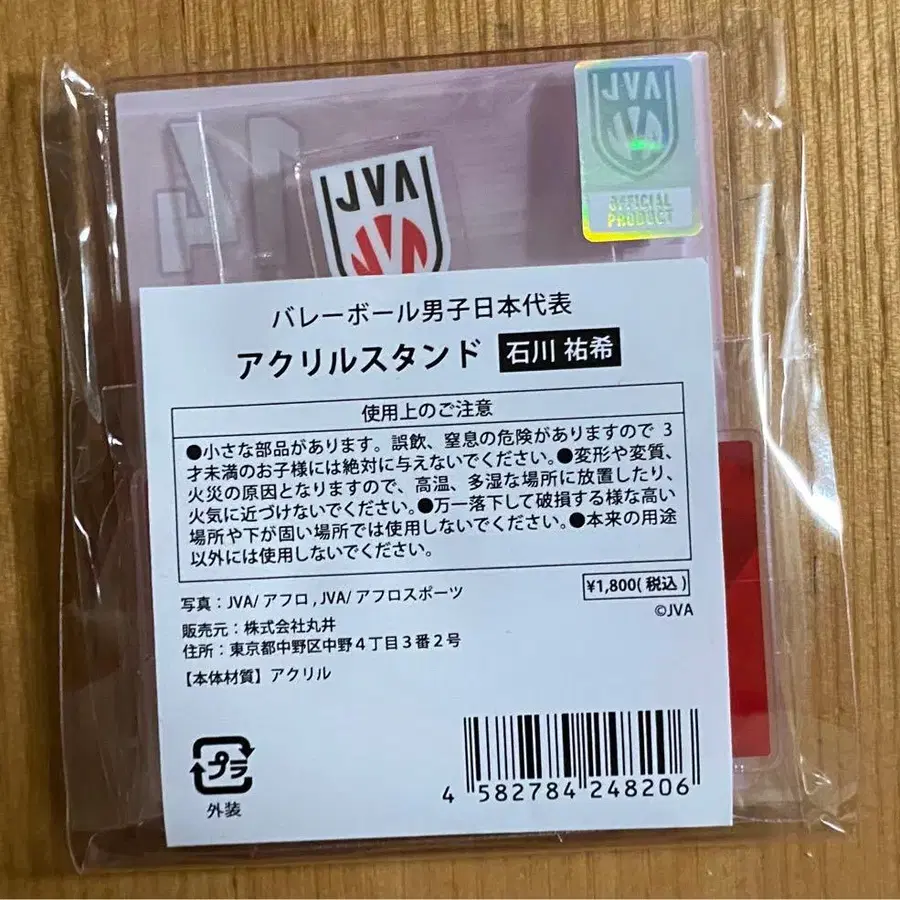 JVA
JVA
OFFICIAL
PRODUCT
バレーボール男子日本代表
アクリルスタンド 石川 祐希
使用上のご注意
●小さな部品があります。誤飲、窒息の危険がありますので 3
才未満のお子様には絶対に与えないでください。●変形や変質、
火災の原因となりますので、高温、多湿な場所に放置したり、
火気に近づけないでください。●万一落下して破損する様な高い
場所や下が固い場所では使用しないでください。●本来の用途
以外には使用しないでください。
写真：JVA/アフロ,JVA/アフロスポーツ
¥1,800(税込)
©JVA
販売元：株式会社丸井
住所：東京都中野区中野４丁目３番２号
【本体材質】アクリル
プラ
外装
4 582784 248206